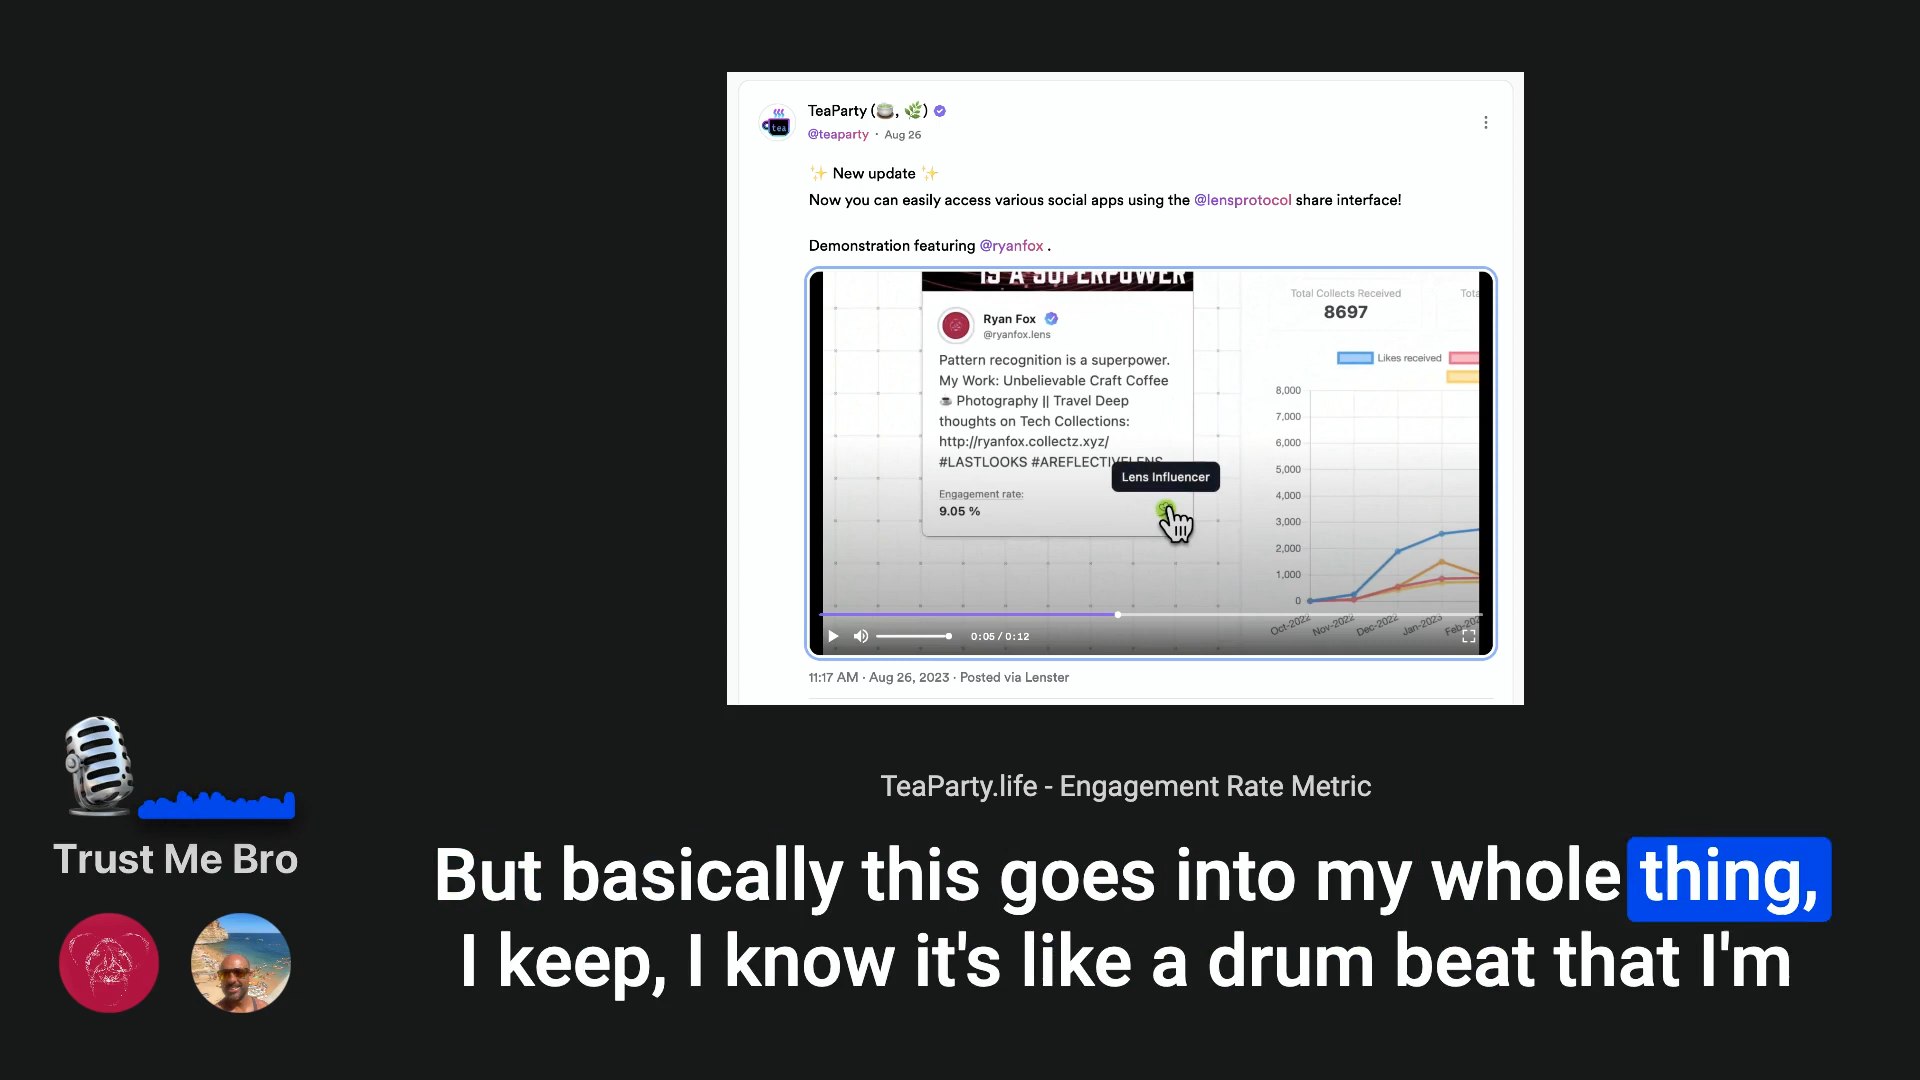 TeaParty (🍵, 🌿)
@teaparty · Aug 26
✨ New update ✨
Now you can easily access various social apps using the @lensprotocol share interface!
Demonstration featuring @ryanfox .
IS A SUPERPOWER
Ryan Fox
@ryanfox.lens
Pattern recognition is a superpower.
My Work: Unbelievable Craft Coffee
☕ Photography || Travel Deep
thoughts on Tech Collections:
http://ryanfox.collectz.xyz/
#LASTLOOKS #AREFLECTIVELENS
Lens Influencer
Engagement rate:
9.05 %
Total Collects Received
8697
Likes received
8,000
7,000
6,000
5,000
4,000
3,000
2,000
1,000
0
Oct-2022 Nov-2022 Dec-2022 Jan-2023
0:05 / 0:12
11:17 AM · Aug 26, 2023 · Posted via Lenster
tea
TeaParty.life - Engagement Rate Metric
Trust Me Bro
But basically this goes into my whole thing,
I keep, I know it's like a drum beat that I'm